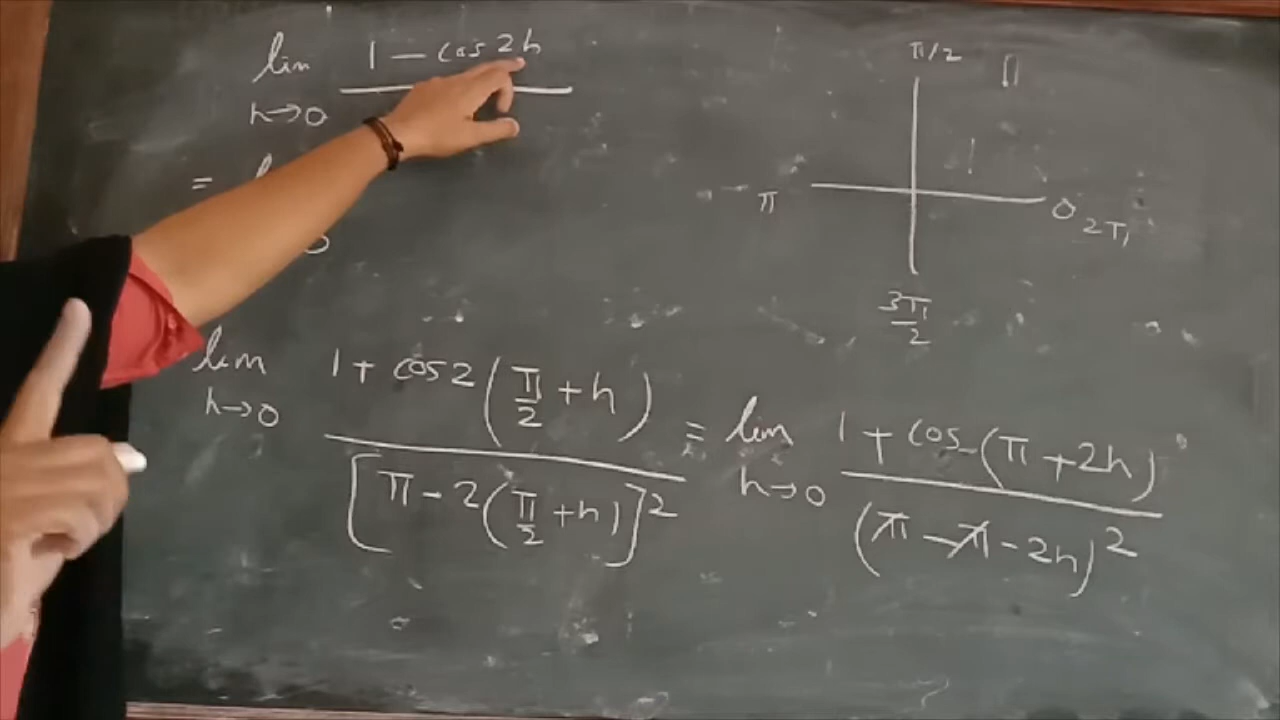 lim 1 - cos 2h
h→0
=
π/2
π 0 2π
3π/2
lim 1 + cos 2 (π/2 + h) = lim 1 + cos (π + 2h)
h→0 [π - 2(π/2 + h)]² h→0 (π - π - 2h)²